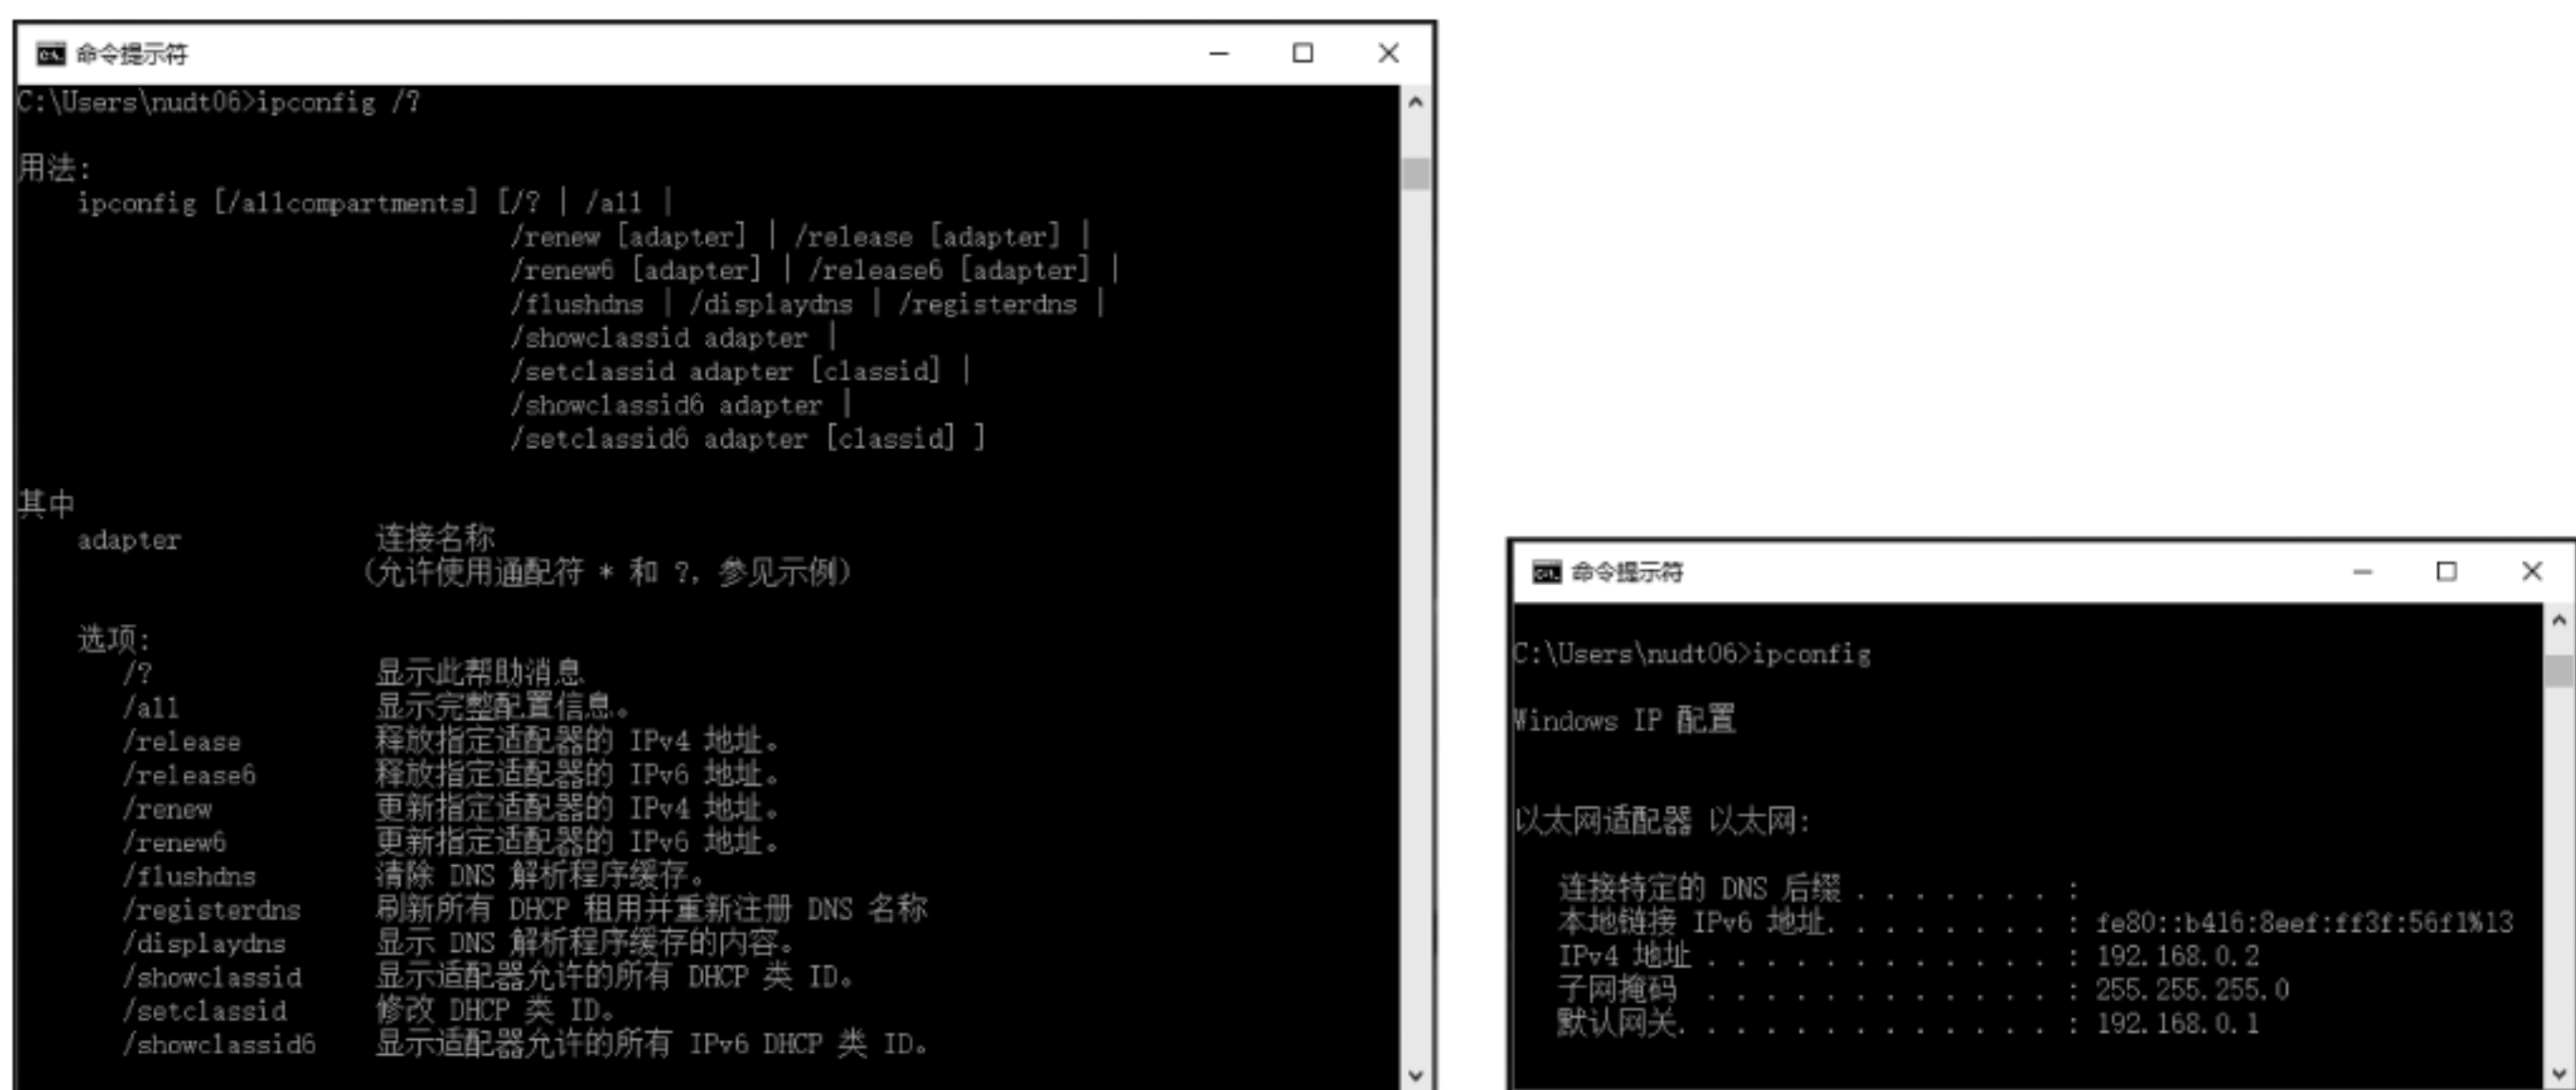 命令提示符
C:\Users\nudt06>ipconfig /?
用法:
ipconfig [/allcompartments] [/? | /all |
/renew [adapter] | /release [adapter] |
/renew6 [adapter] | /release6 [adapter] |
/flushdns | /displaydns | /registerdns |
/showclassid adapter |
/setclassid adapter [classid] |
/showclassid6 adapter |
/setclassid6 adapter [classid] ]
其中
adapter 连接名称
(允许使用通配符 * 和 ?, 参见示例)
选项:
/? 显示此帮助消息
/all 显示完整配置信息。
/release 释放指定适配器的 IPv4 地址。
/release6 释放指定适配器的 IPv6 地址。
/renew 更新指定适配器的 IPv4 地址。
/renew6 更新指定适配器的 IPv6 地址。
/flushdns 清除 DNS 解析程序缓存。
/registerdns 刷新所有 DHCP 租用并重新注册 DNS 名称
/displaydns 显示 DNS 解析程序缓存的内容。
/showclassid 显示适配器允许的所有 DHCP 类 ID。
/setclassid 修改 DHCP 类 ID。
/showclassid6 显示适配器允许的所有 IPv6 DHCP 类 ID。
命令提示符
C:\Users\nudt06>ipconfig
Windows IP 配置
以太网适配器 以太网:
连接特定的 DNS 后缀 . . . . . . . :
本地链接 IPv6 地址. . . . . . . . : fe80::b416:8eef:ff3f:56f1%13
IPv4 地址 . . . . . . . . . . . . : 192.168.0.2
子网掩码 . . . . . . . . . . . . : 255.255.255.0
默认网关. . . . . . . . . . . . . : 192.168.0.1